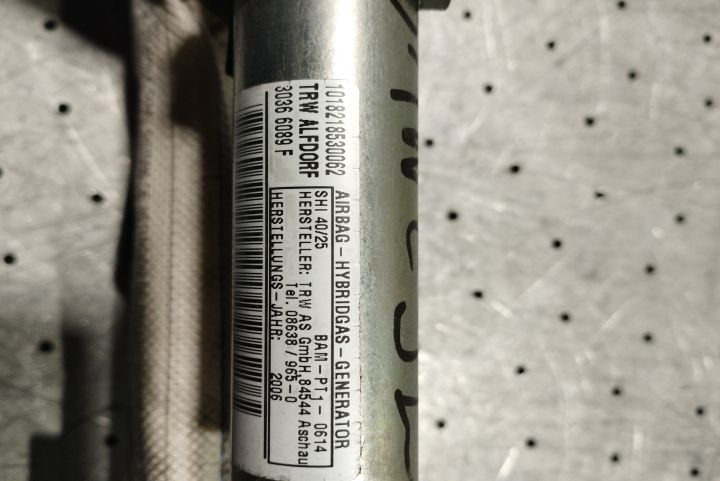 1018218530062
TRW ALFDORF
3036 6089 F
AIRBAG-HYBRIDGAS-GENERATOR
SHI 40/25 BAM-PT1-0614
HERSTELLER: TRW AS GmbH,84544 Aschau
Tel. 08638 / 965-0
HERSTELLUNGS-JAHR: 2006